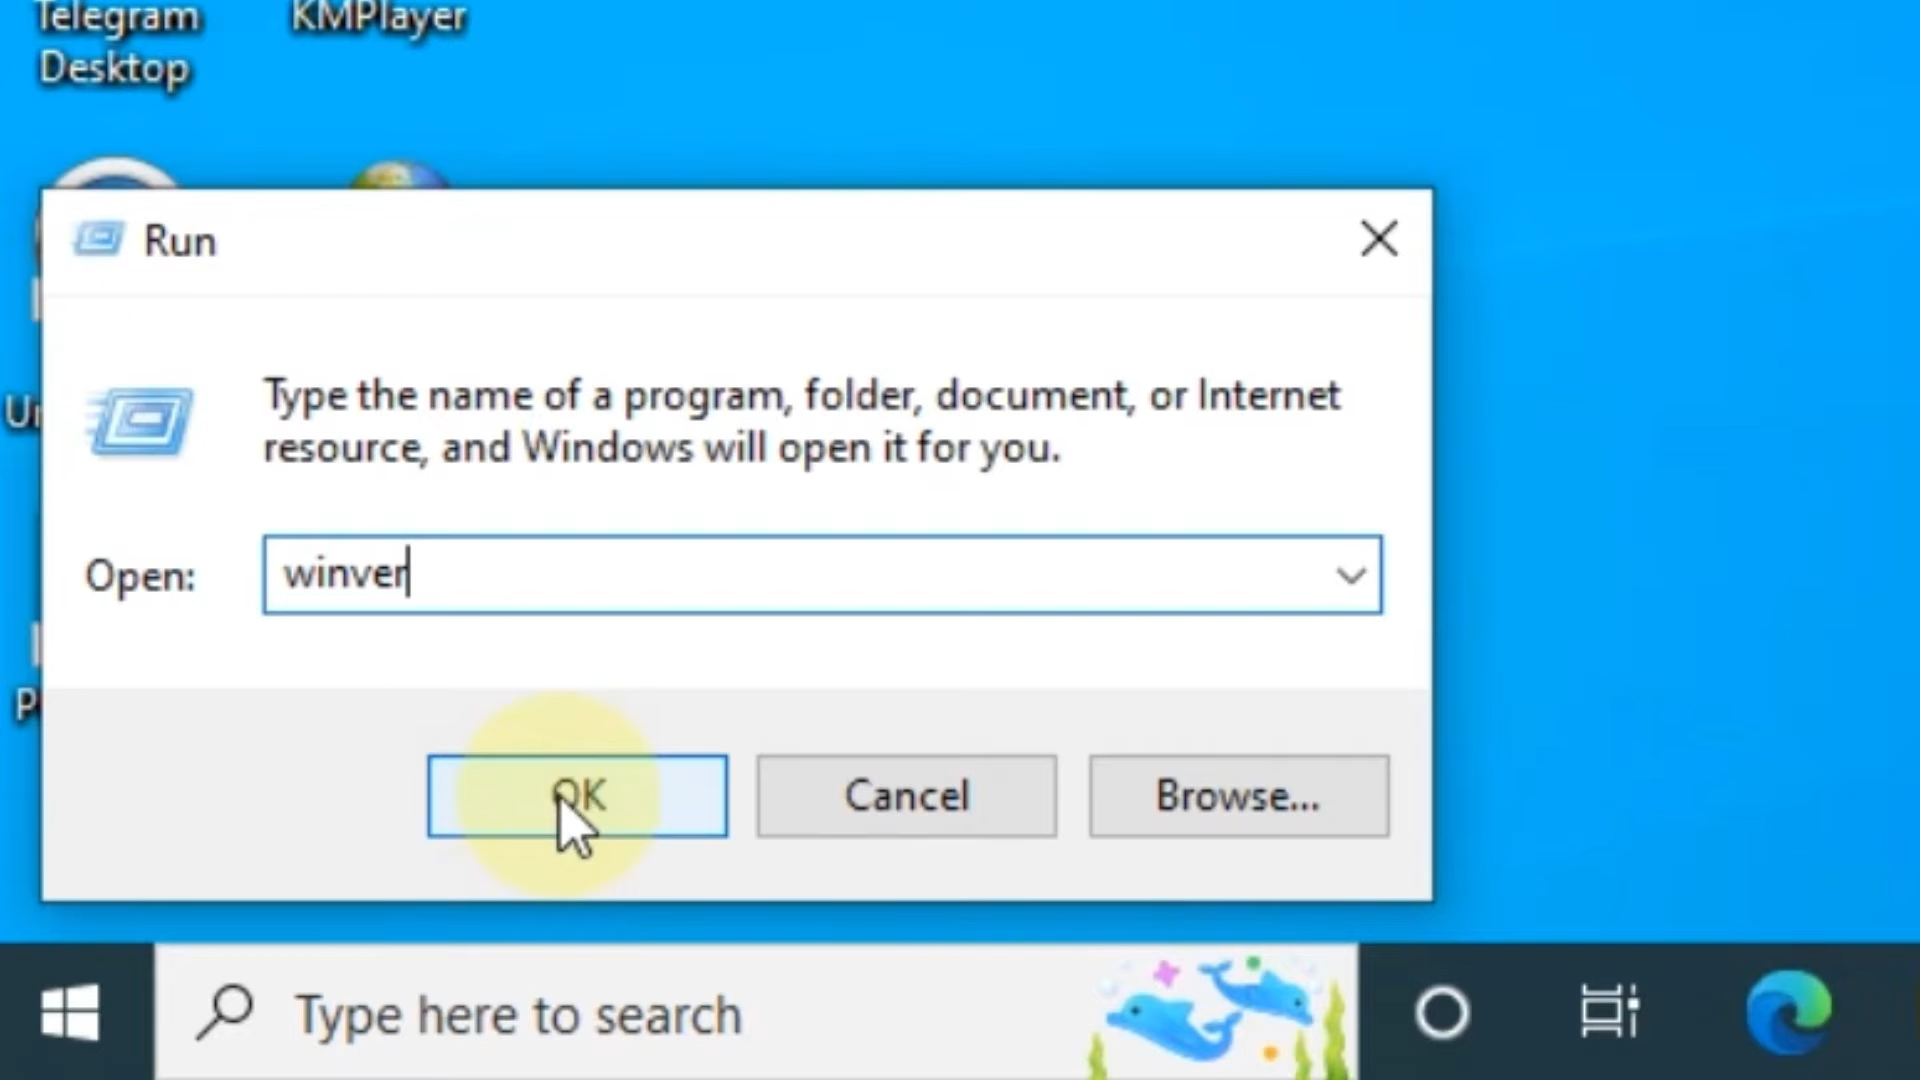 Telegram
Desktop
KMPlayer
Run
Type the name of a program, folder, document, or Internet
resource, and Windows will open it for you.
Open:
winver
OK
Cancel
Browse...
Type here to search